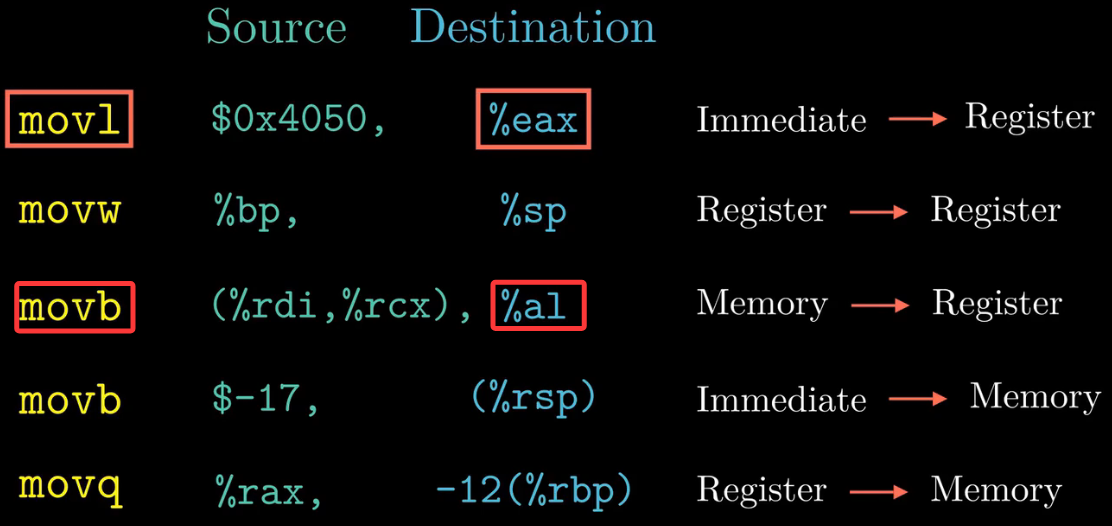 Source Destination
movl $0x4050, %eax Immediate → Register
movw %bp, %sp Register → Register
movb (%rdi,%rcx), %al Memory → Register
movb $-17, (%rsp) Immediate → Memory
movq %rax, -12(%rbp) Register → Memory